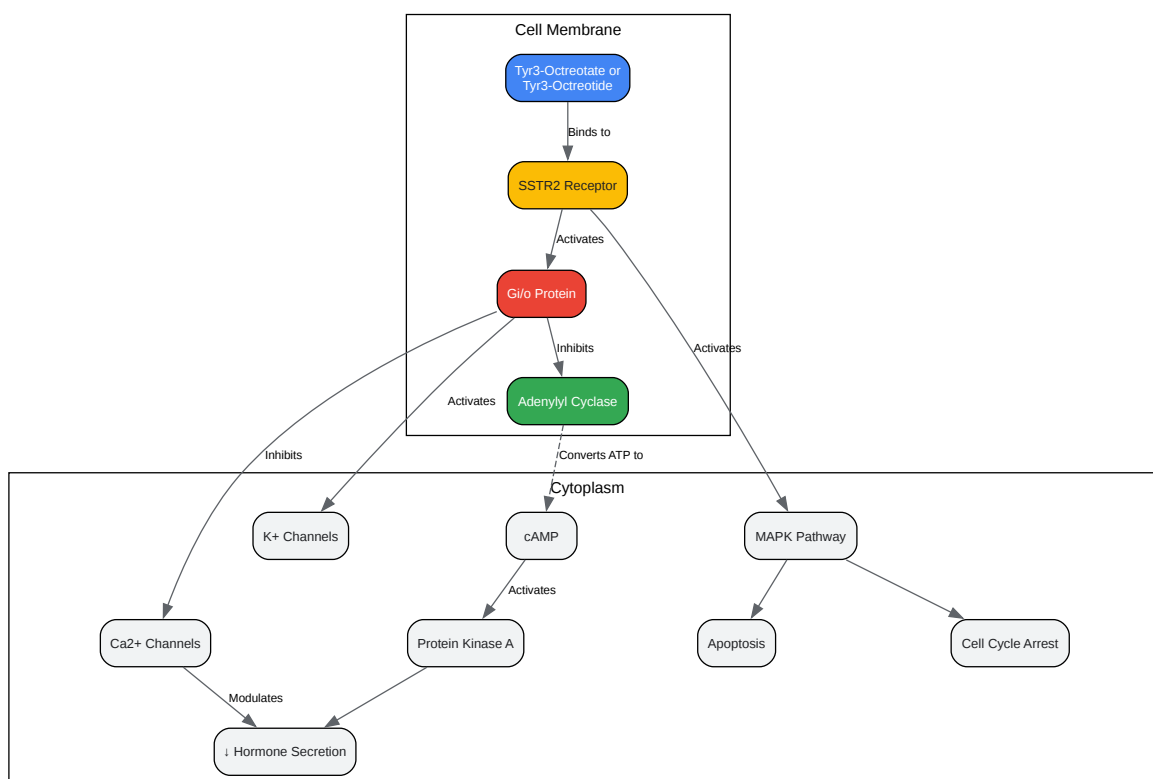 Cell Membrane
Tyr3-Octreotate or
Tyr3-Octreotide
Binds to
SSTR2 Receptor
Activates
Gi/o Protein
Inhibits
Activates
Activates
Adenylyl Cyclase
Inhibits
Converts ATP to
Cytoplasm
K+ Channels
cAMP
MAPK Pathway
Activates
Ca2+ Channels
Protein Kinase A
Apoptosis
Cell Cycle Arrest
Modulates
↓ Hormone Secretion